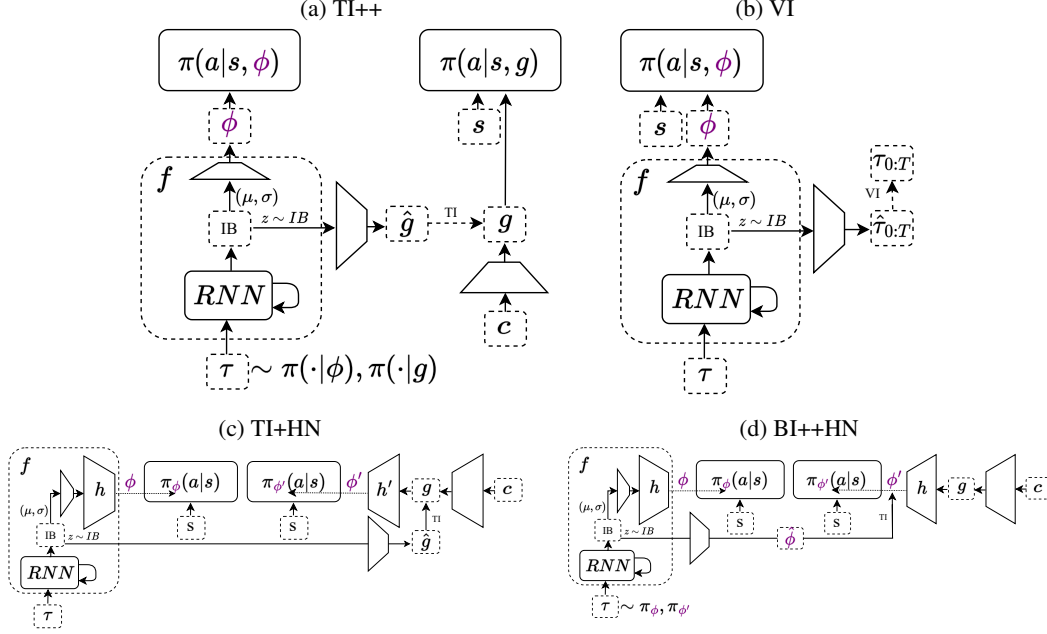 (a) TI++
π(a|s, ϕ)
π(a|s, g)
ϕ
s
f
(μ, σ)
IB
z ∼ IB
ĝ
TI
g
RNN
c
τ ∼ π(·|ϕ), π(·|g)
(b) VI
π(a|s, ϕ)
s
ϕ
τ0:T
f
(μ, σ)
VI
IB
z ∼ IB
τ̂0:T
RNN
τ
(c) TI+HN
f
h
ϕ
πϕ(a|s)
πϕ′(a|s)
ϕ′
h′
g
c
(μ, σ)
s
s
TI
IB
z ∼ IB
ĝ
RNN
τ
(d) BI++HN
f
h
ϕ
πϕ(a|s)
πϕ′(a|s)
ϕ′
h
g
c
(μ, σ)
s
s
TI
IB
z ∼ IB
ϕ̂
RNN
τ ∼ πϕ, πϕ′